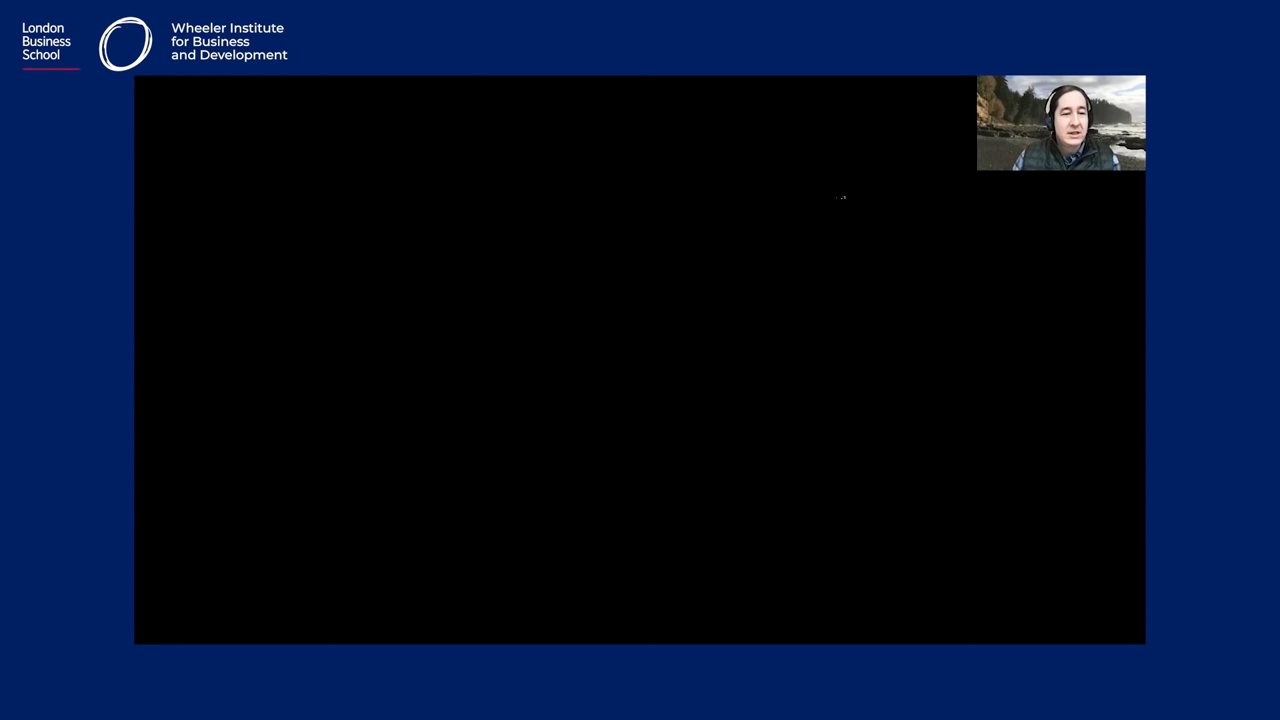 London
Business
School
Wheeler Institute
for Business
and Development